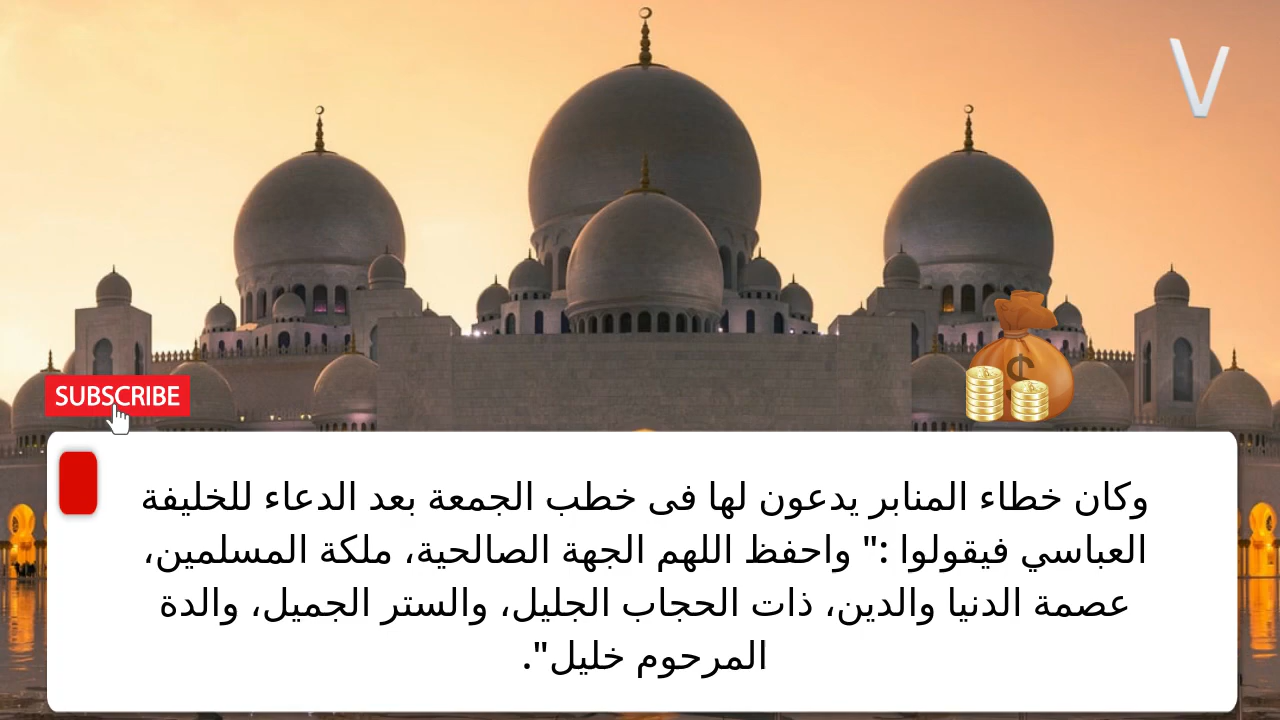 V
SUBSCRIBE
وكان خطاء المنابر يدعون لها فى خطب الجمعة بعد الدعاء للخليفة
العباسي فيقولوا :" واحفظ اللهم الجهة الصالحية، ملكة المسلمين،
عصمة الدنيا والدين، ذات الحجاب الجليل، والستر الجميل، والدة
المرحوم خليل".